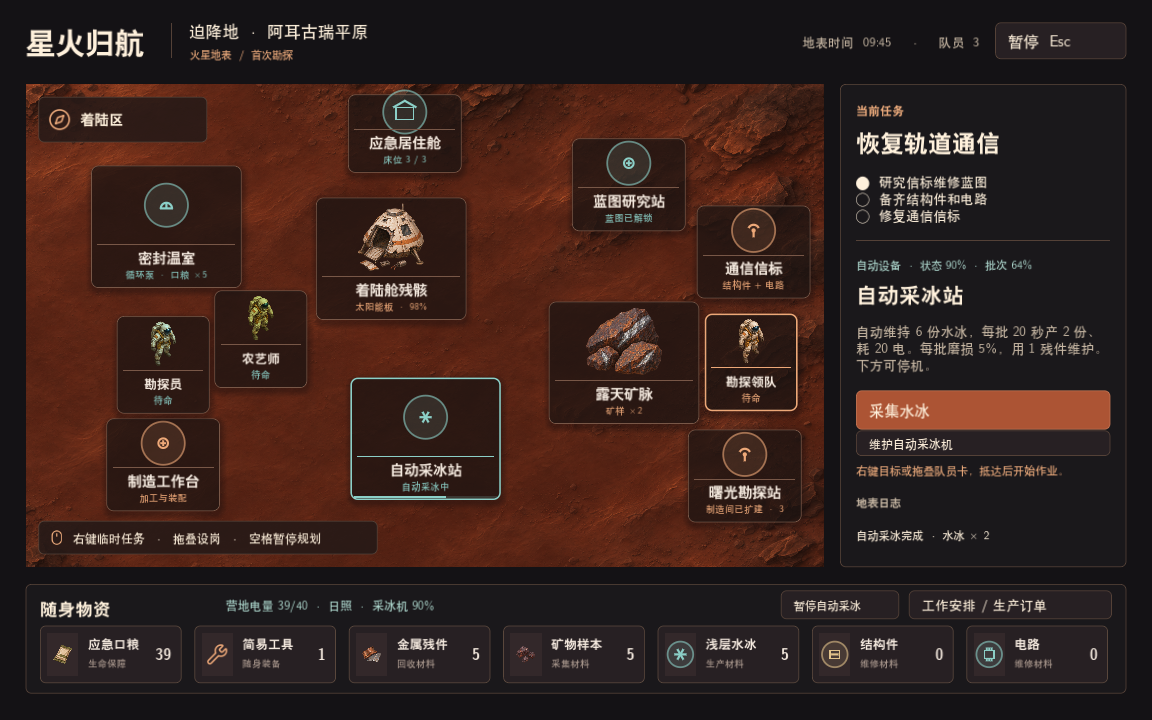 星火归航
迫降地 · 阿耳古瑞平原
火星地表 / 首次勘探
地表时间 09:45 · 队员 3
暂停 Esc
着陆区
应急居住舱
床位 3 / 3
密封温室
循环泵 · 口粮 ×5
着陆舱残骸
太阳能板 · 98%
蓝图研究站
蓝图已解锁
通信信标
结构件 + 电路
农艺师
待命
勘探员
待命
露天矿脉
矿样 ×2
勘探领队
待命
制造工作台
加工与装配
自动采冰站
自动采冰中
曙光勘探站
制造间已扩建 · 3
右键临时任务 · 拖叠设岗 · 空格暂停规划
当前任务
恢复轨道通信
研究信标维修蓝图
备齐结构件和电路
修复通信信标
自动设备 · 状态 90% · 批次 64%
自动采冰站
自动维持 6 份水冰，每批 20 秒产 2 份、
耗 20 电。每批磨损 5%，用 1 残件维护。
下方可停机。
采集水冰
维护自动采冰机
右键目标或拖叠队员卡，抵达后开始作业。
地表日志
自动采冰完成 · 水冰 × 2
随身物资
营地电量 39/40 · 日照 · 采冰机 90%
暂停自动采冰
工作安排 / 生产订单
应急口粮
生命保障
39
简易工具
随身装备
1
金属残件
回收材料
5
矿物样本
采集材料
5
浅层水冰
生产材料
5
结构件
维修材料
0
电路
维修材料
0